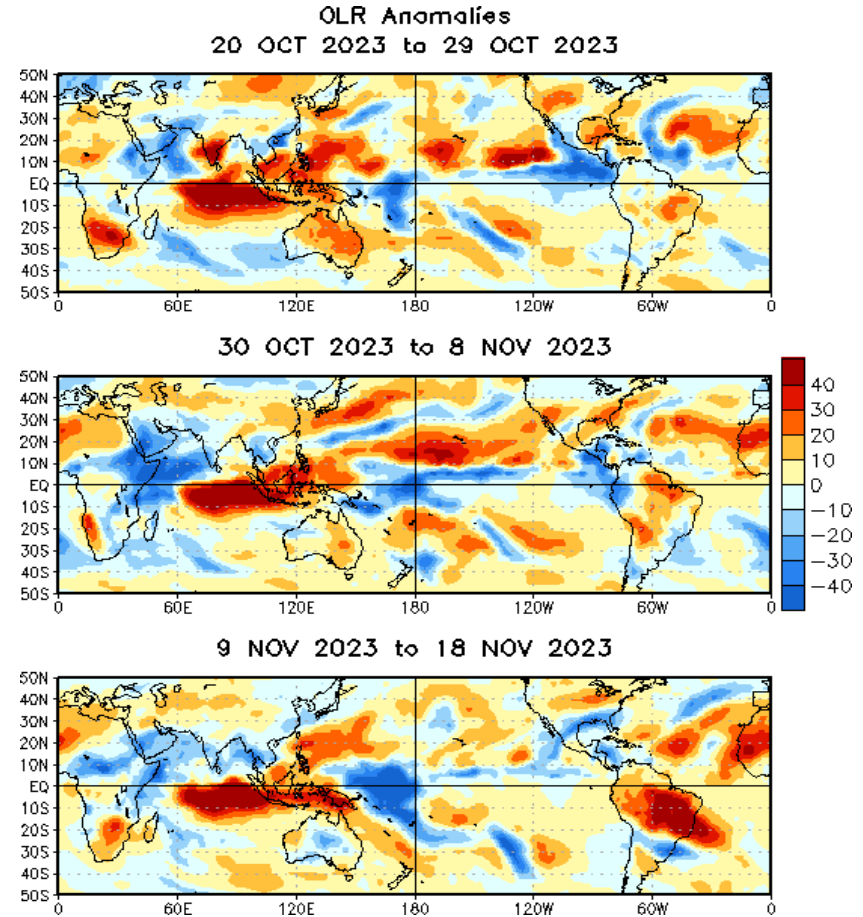 OLR Anomalies
20 OCT 2023 to 29 OCT 2023
50N
40N
30N
20N
10N
EQ
10S
20S
30S
40S
50S
0 60E 120E 180 120W 60W 0
30 OCT 2023 to 8 NOV 2023
50N
40N
30N
20N
10N
EQ
10S
20S
30S
40S
50S
0 60E 120E 180 120W 60W 0
40
30
20
10
0
-10
-20
-30
-40
9 NOV 2023 to 18 NOV 2023
50N
40N
30N
20N
10N
EQ
10S
20S
30S
40S
50S
0 60E 120E 180 120W 60W 0